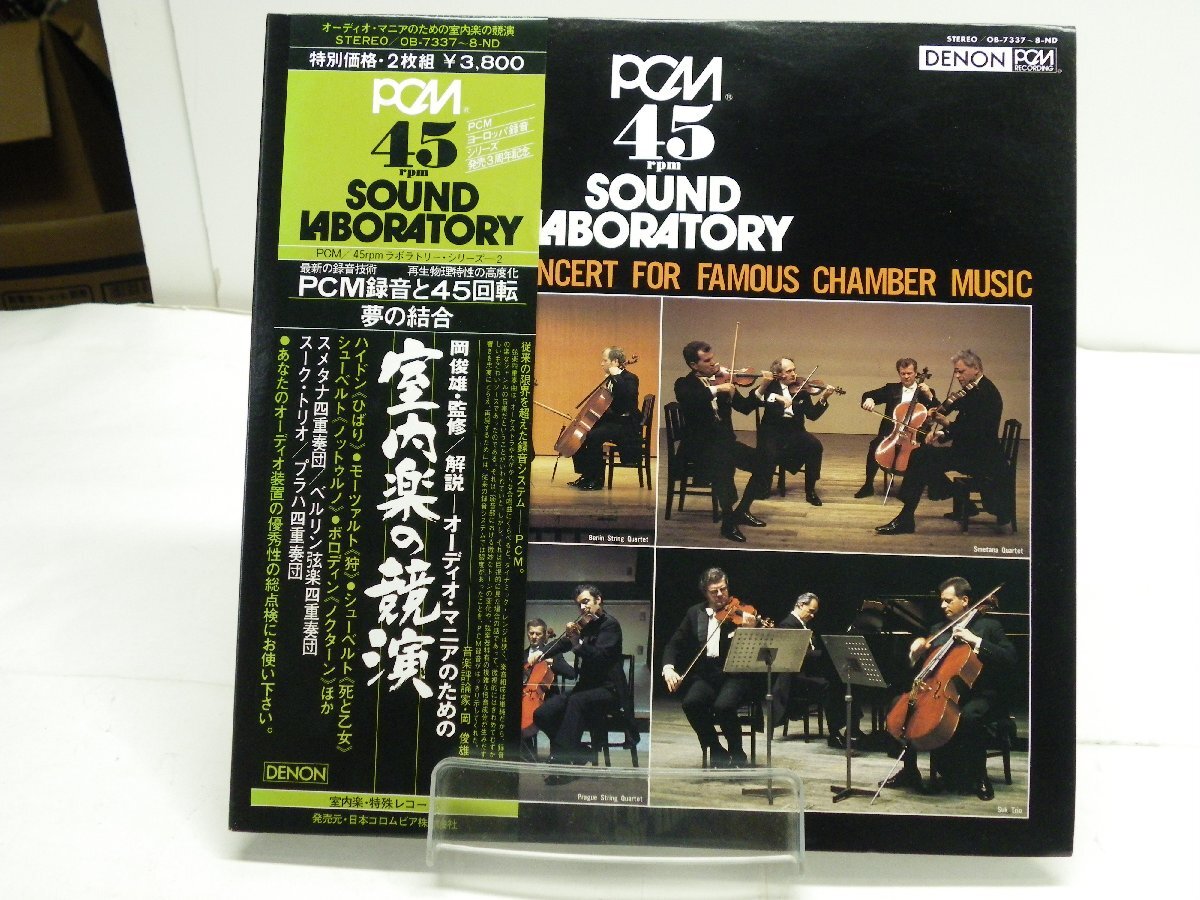 オーディオ・マニアのための室内楽の競演
STEREO/OB-7337~8-ND
特別価格・2枚組 ¥3,800
PCM
45
rpm
SOUND
LABORATORY
PCM
ヨーロッパ録音
シリーズ
発売3周年記念
PCM/45rpmラボラトリー・シリーズ—2
最新の録音技術 再生物理特性の高度化
PCM録音と45回転
夢の結合
従来の限界を超えた録音システム——PCM。
音楽評論家・岡 俊雄
岡俊雄・監修/解説—オーディオ・マニアのための
室内楽の競演
ハイドン《ひばり》●モーツァルト《狩》●シューベルト《死と乙女》
シューベルト《ノットゥルノ》●ボロディン《ノクターン》ほか
スメタナ四重奏団/ベルリン弦楽四重奏団
スーク・トリオ/プラハ四重奏団
●あなたのオーディオ装置の優秀性の総点検にお使い下さい。
DENON
室内楽・特殊レコー
発売元・日本コロムビア株式会社
STEREO/OB-7337~8-ND
DENON PCM
RECORDING
PCM
45
rpm
SOUND
LABORATORY
NCERT FOR FAMOUS CHAMBER MUSIC
Berlin String Quartet
Smetana Quartet
Prague String Quartet
Suk Trio